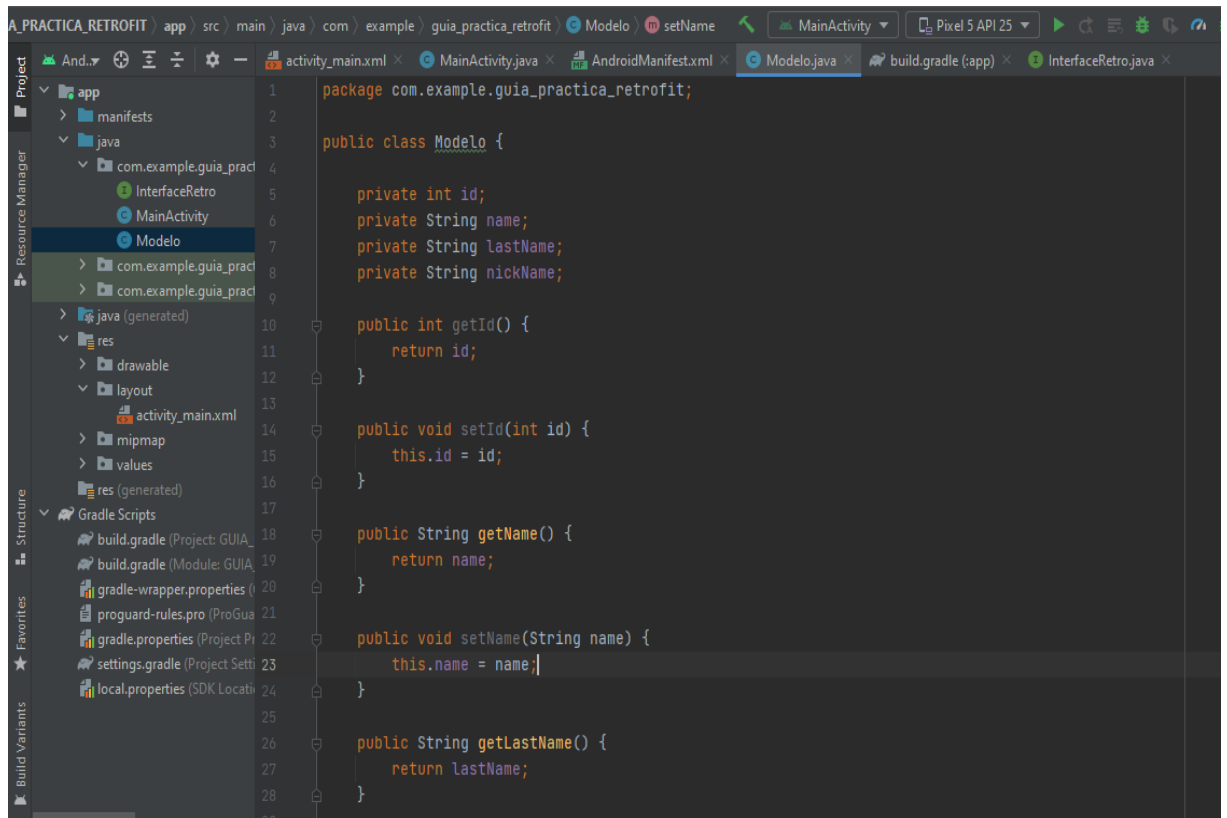 A_PRACTICA_RETROFIT 〉 app 〉 src 〉 main 〉 java 〉 com 〉 example 〉 guia_practica_retrofit 〉 C Modelo 〉 m setName MainActivity Pixel 5 API 25
Project
And..
activity_main.xml × C MainActivity.java × MF AndroidManifest.xml × C Modelo.java × build.gradle (:app) × I InterfaceRetro.java ×
app
manifests
java
com.example.guia_pract
I InterfaceRetro
C MainActivity
C Modelo
com.example.guia_pract
com.example.guia_pract
java (generated)
res
drawable
layout
activity_main.xml
mipmap
values
res (generated)
Gradle Scripts
build.gradle (Project: GUIA_
build.gradle (Module: GUIA_
gradle-wrapper.properties (
proguard-rules.pro (ProGua
gradle.properties (Project Pr
settings.gradle (Project Setti
local.properties (SDK Locati
Resource Manager
Structure
Favorites
Build Variants
1 package com.example.guia_practica_retrofit;
2
3 public class Modelo {
4
5 private int id;
6 private String name;
7 private String lastName;
8 private String nickName;
9
10 public int getId() {
11 return id;
12 }
13
14 public void setId(int id) {
15 this.id = id;
16 }
17
18 public String getName() {
19 return name;
20 }
21
22 public void setName(String name) {
23 this.name = name;
24 }
25
26 public String getLastName() {
27 return lastName;
28 }